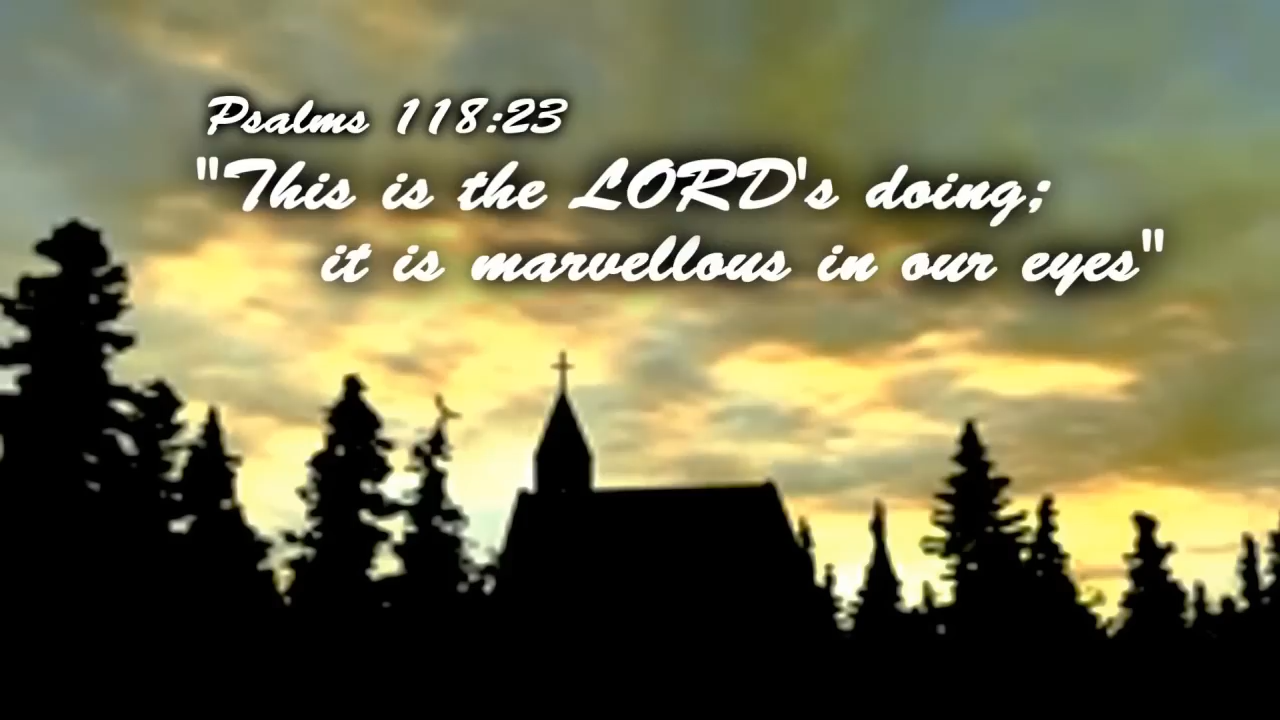 Psalms 118:23
"This is the LORD's doing;
it is marvellous in our eyes"